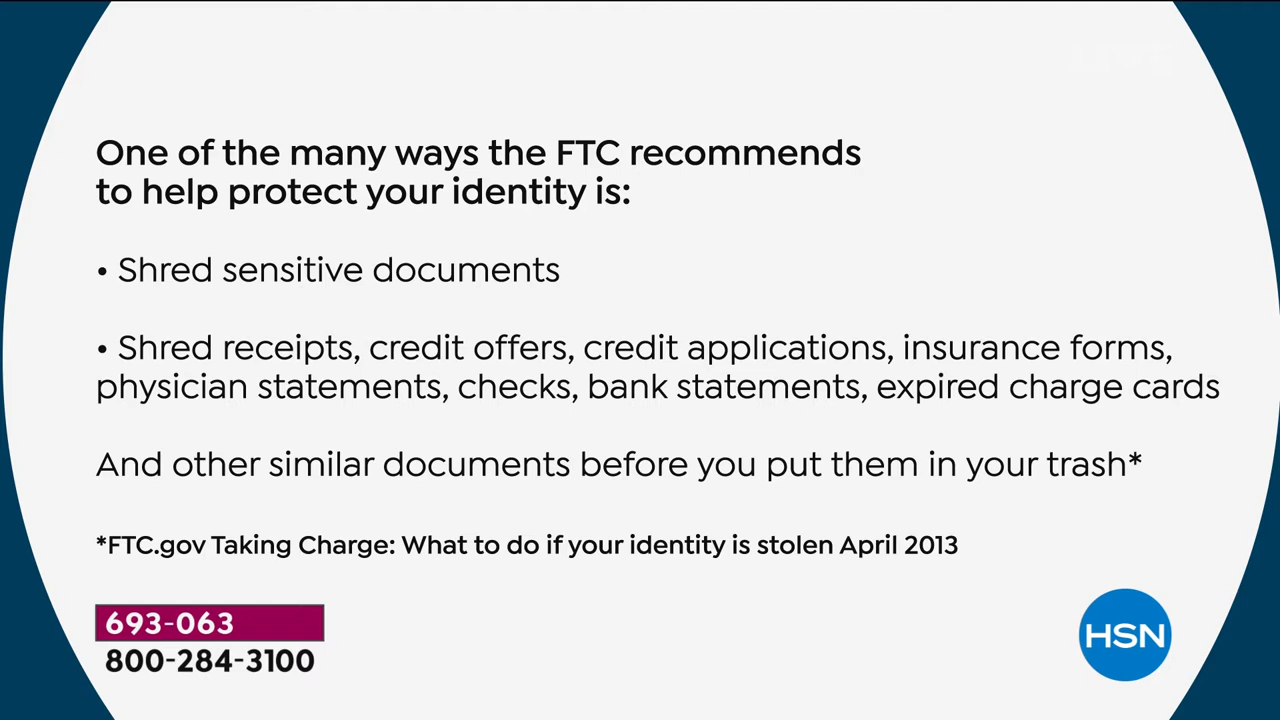 One of the many ways the FTC recommends
to help protect your identity is:
• Shred sensitive documents
• Shred receipts, credit offers, credit applications, insurance forms,
physician statements, checks, bank statements, expired charge cards
And other similar documents before you put them in your trash*
*FTC.gov Taking Charge: What to do if your identity is stolen April 2013
693-063
800-284-3100
HSN